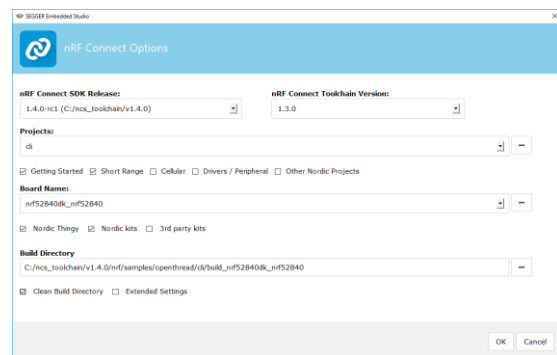 SEGGER Embedded Studio
nRF Connect Options
nRF Connect SDK Release: nRF Connect Toolchain Version:
1.4.0-rc1 (C:/ncs_toolchain/v1.4.0) 1.3.0
Projects:
cli
Getting Started Short Range Cellular Drivers / Peripheral Other Nordic Projects
Board Name:
nrf52840dk_nrf52840
Nordic Thingy Nordic kits 3rd party kits
Build Directory
C:/ncs_toolchain/v1.4.0/nrf/samples/openthread/cli/build_nrf52840dk_nrf52840
Clean Build Directory Extended Settings
OK Cancel